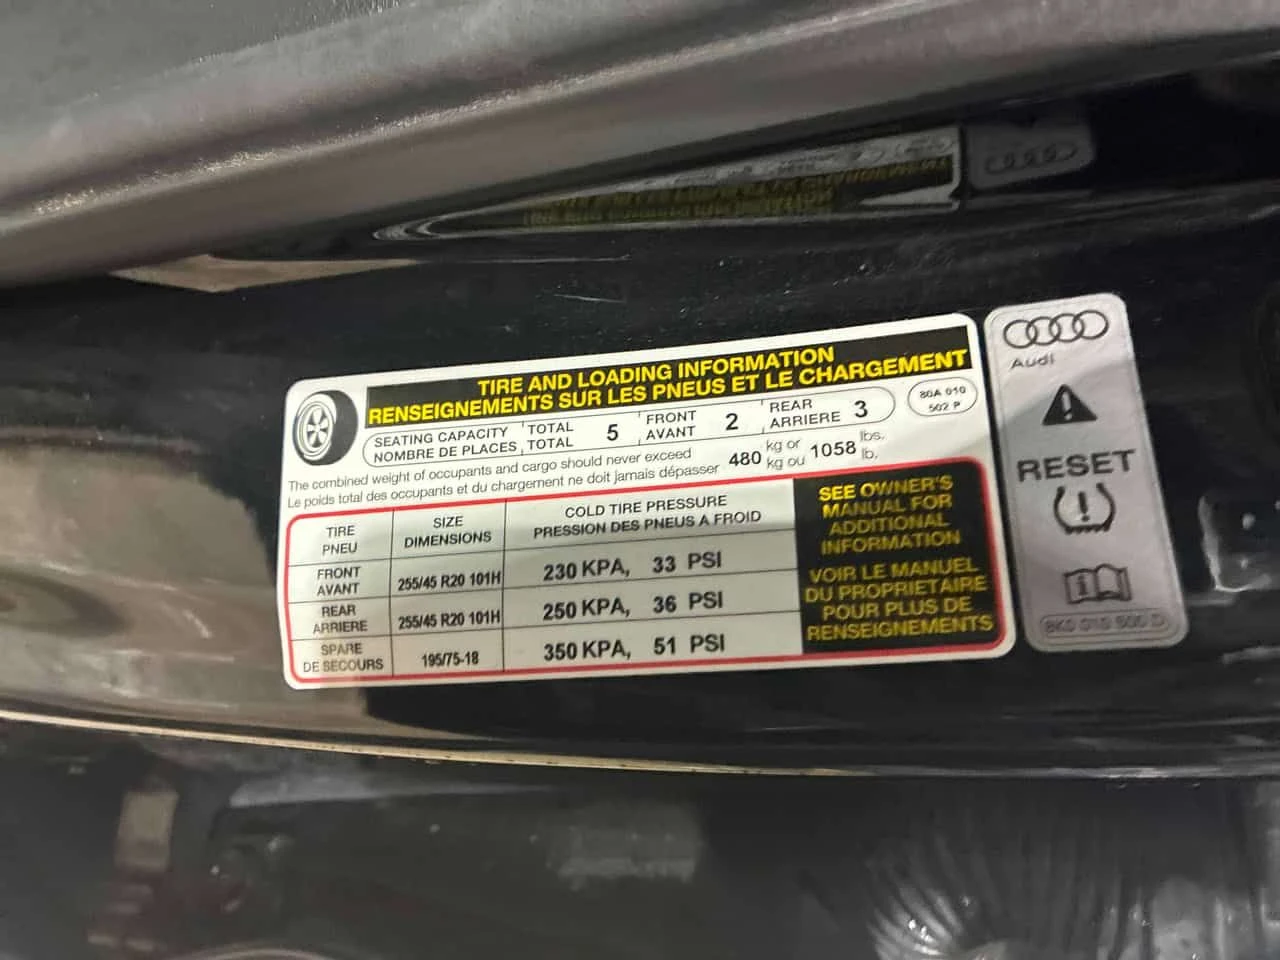 TIRE AND LOADING INFORMATION
RENSEIGNEMENTS SUR LES PNEUS ET LE CHARGEMENT
SEATING CAPACITY TOTAL 5 FRONT 2 REAR 3
NOMBRE DE PLACES TOTAL AVANT ARRIERE
80A 010
502 P
The combined weight of occupants and cargo should never exceed 480 kg or 1058 lbs.
Le poids total des occupants et du chargement ne doit jamais dépasser kg ou lb.
TIRE SIZE COLD TIRE PRESSURE
PNEU DIMENSIONS PRESSION DES PNEUS A FROID
FRONT
AVANT 255/45 R20 101H 230 KPA, 33 PSI
REAR
ARRIERE 255/45 R20 101H 250 KPA, 36 PSI
SPARE
DE SECOURS 195/75-18 350 KPA, 51 PSI
SEE OWNER'S
MANUAL FOR
ADDITIONAL
INFORMATION
VOIR LE MANUEL
DU PROPRIETAIRE
POUR PLUS DE
RENSEIGNEMENTS
Audi
RESET